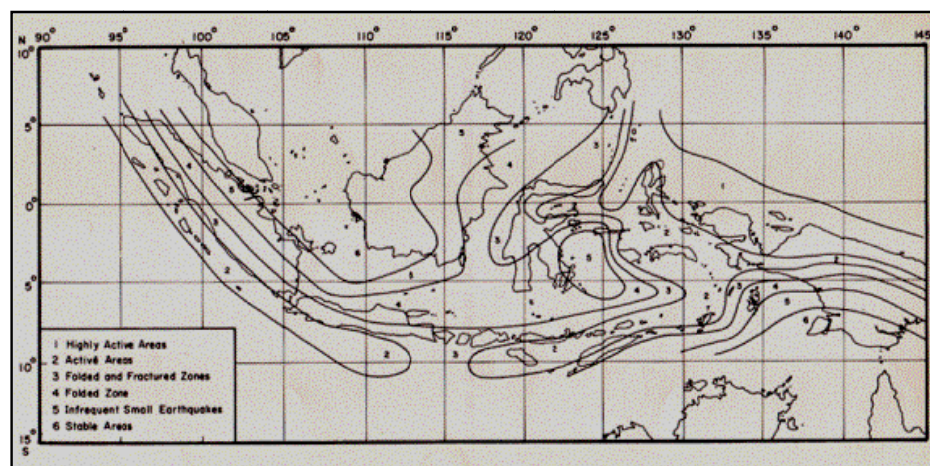 N 90° 95° 100° 105° 110° 115° 120° 125° 130° 135° 140° 145°
10°
5°
0°
5°
10°
15°
S
1 Highly Active Areas
2 Active Areas
3 Folded and Fractured Zones
4 Folded Zone
5 Infrequent Small Earthquakes
6 Stable Areas